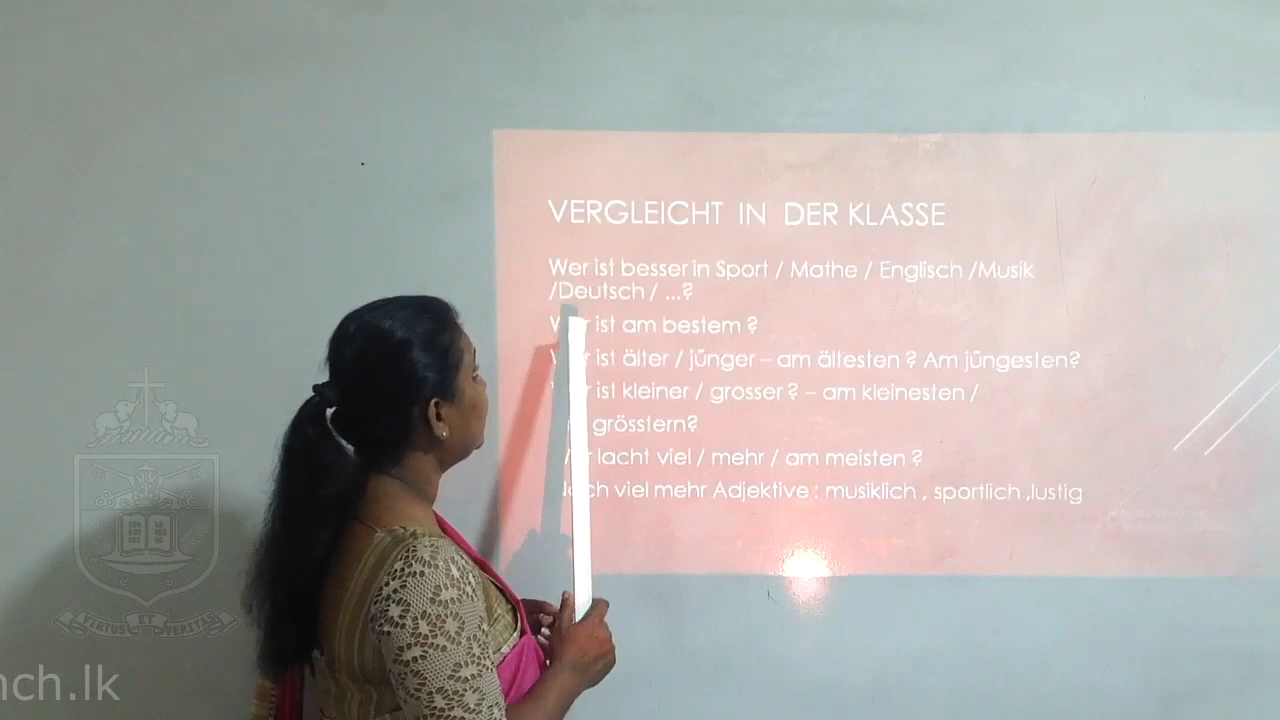 VERGLEICHT IN DER KLASSE
Wer ist besser in Sport / Mathe / Englisch /Musik
/Deutsch / ...?
ist am bestem ?
ist älter / jünger – am ältesten ? Am jüngesten?
ist kleiner / grosser ? – am kleinesten /
grösstern?
lacht viel / mehr / am meisten ?
viel mehr Adjektive : musiklich , sportlich ,lustig
VIRTUS ET VERITAS
nch.lk